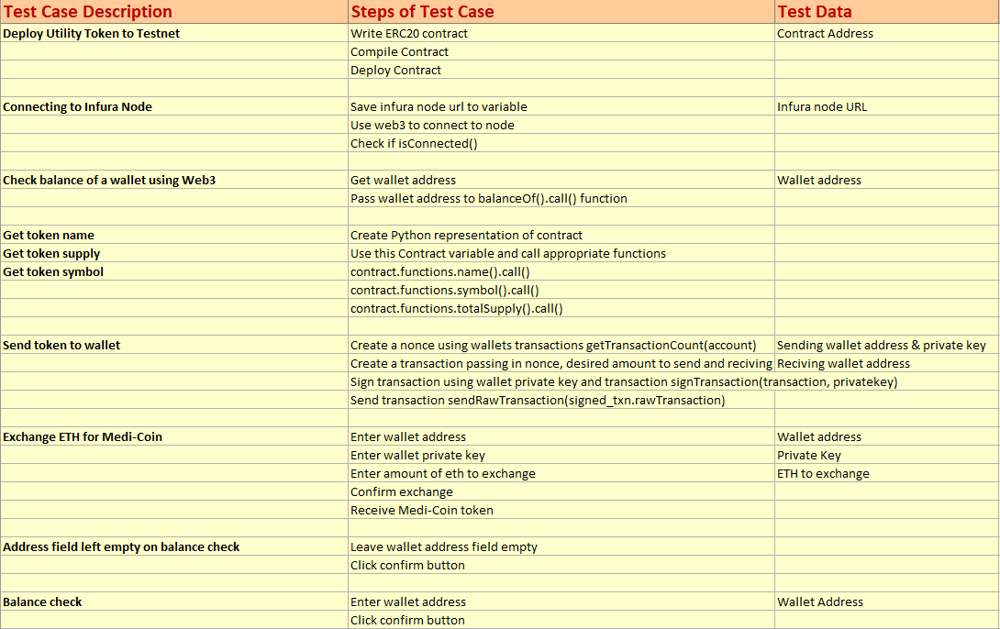 Test Case Description Steps of Test Case Test Data
Deploy Utility Token to Testnet Write ERC20 contract Contract Address
Compile Contract
Deploy Contract
Connecting to Infura Node Save infura node url to variable Infura node URL
Use web3 to connect to node
Check if isConnected()
Check balance of a wallet using Web3 Get wallet address Wallet address
Pass wallet address to balanceOf().call() function
Get token name Create Python representation of contract
Get token supply Use this Contract variable and call appropriate functions
Get token symbol contract.functions.name().call()
contract.functions.symbol().call()
contract.functions.totalSupply().call()
Send token to wallet Create a nonce using wallets transactions getTransactionCount(account) Sending wallet address & private key
Create a transaction passing in nonce, desired amount to send and reciving Reciving wallet address
Sign transaction using wallet private key and transaction signTransaction(transaction, privatekey)
Send transaction sendRawTransaction(signed_txn.rawTransaction)
Exchange ETH for Medi-Coin Enter wallet address Wallet address
Enter wallet private key Private Key
Enter amount of eth to exchange ETH to exchange
Confirm exchange
Receive Medi-Coin token
Address field left empty on balance check Leave wallet address field empty
Click confirm button
Balance check Enter wallet address Wallet Address
Click confirm button